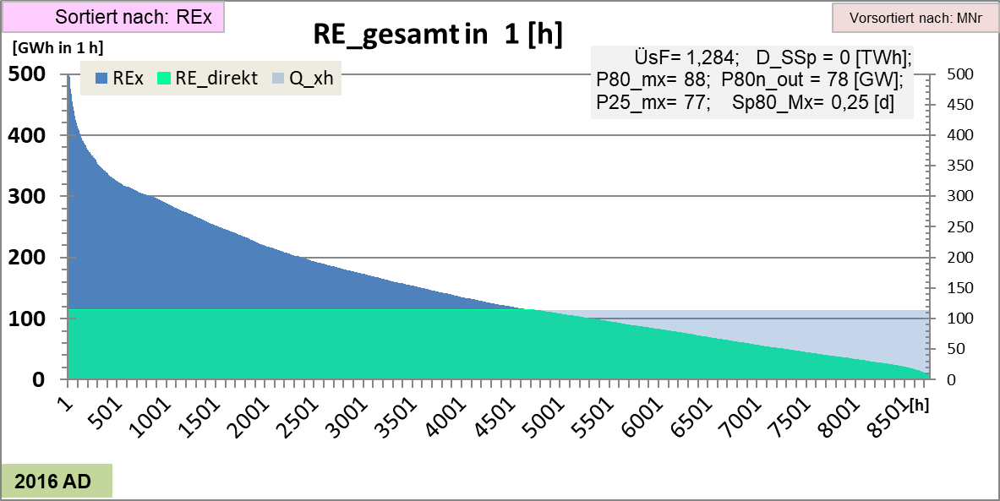 Sortiert nach: REx
RE_gesamt in 1 [h]
Vorsortiert nach: MNr
[GWh in 1 h]
ÜsF= 1,284; D_SSp = 0 [TWh];
P80_mx= 88; P80n_out = 78 [GW];
P25_mx= 77; Sp80_Mx= 0,25 [d]
REx RE_direkt Q_xh
500
400
300
200
100
0
500
450
400
350
300
250
200
150
100
50
0
1 501 1001 1501 2001 2501 3001 3501 4001 4501 5001 5501 6001 6501 7001 7501 8001 8501 [h]
2016 AD